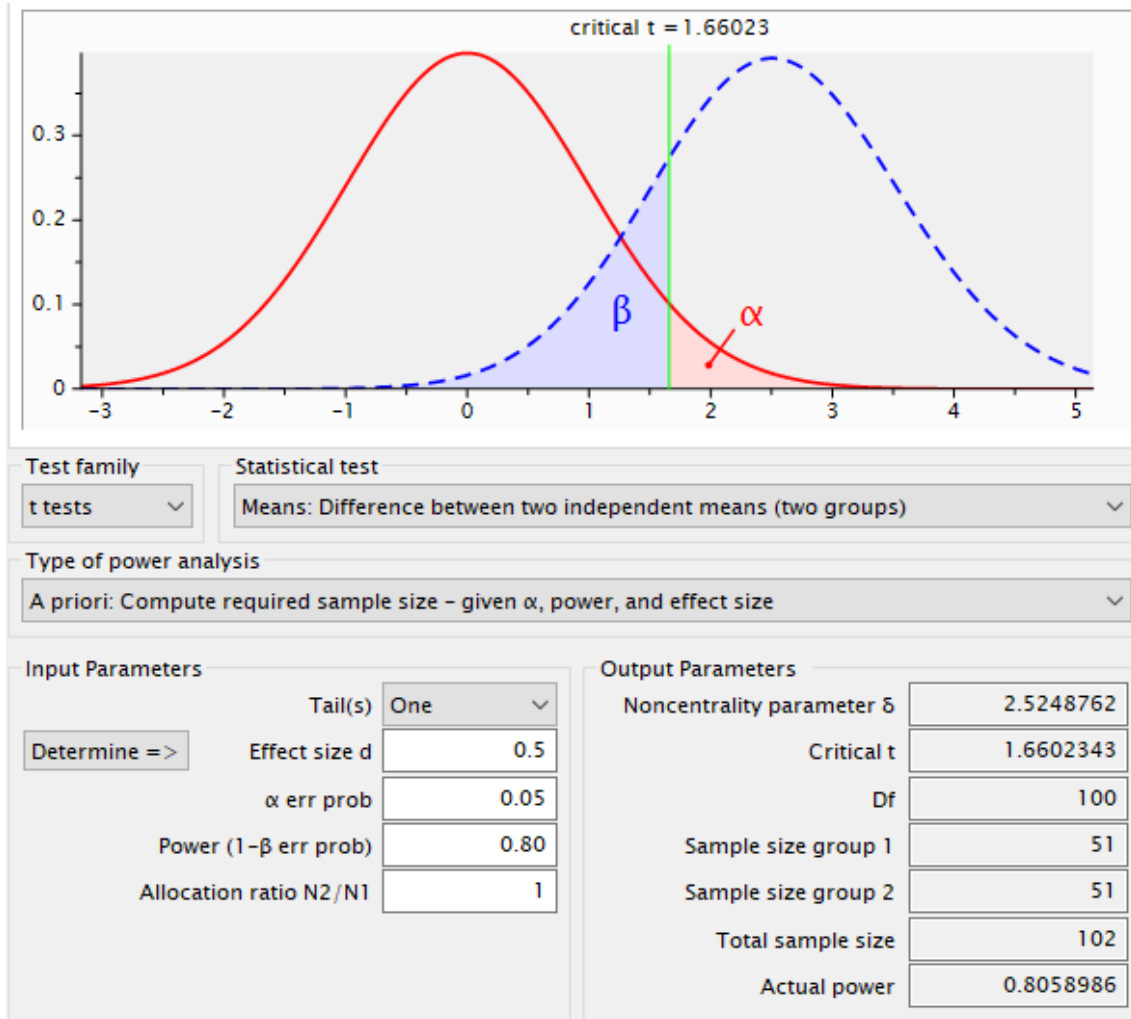 critical t = 1.66023
0.3
0.2
0.1
0
β
α
-3 -2 -1 0 1 2 3 4 5
Test family
Statistical test
t tests
Means: Difference between two independent means (two groups)
Type of power analysis
A priori: Compute required sample size – given α, power, and effect size
Input Parameters
Output Parameters
Tail(s) One
Noncentrality parameter δ 2.5248762
Determine => Effect size d 0.5
Critical t 1.6602343
α err prob 0.05
Df 100
Power (1-β err prob) 0.80
Sample size group 1 51
Allocation ratio N2/N1 1
Sample size group 2 51
Total sample size 102
Actual power 0.8058986